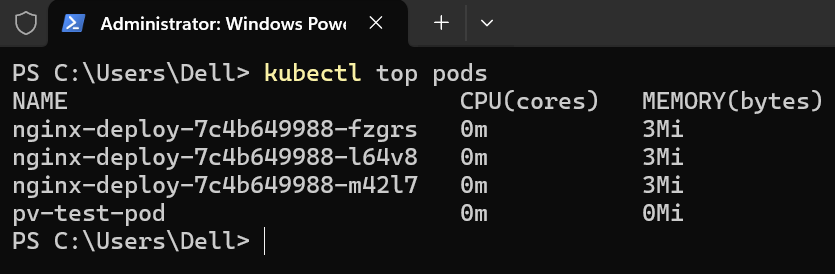 Administrator: Windows Pow
PS C:\Users\Dell> kubectl top pods
NAME CPU(cores) MEMORY(bytes)
nginx-deploy-7c4b649988-fzgrs 0m 3Mi
nginx-deploy-7c4b649988-l64v8 0m 3Mi
nginx-deploy-7c4b649988-m42l7 0m 3Mi
pv-test-pod 0m 0Mi
PS C:\Users\Dell>